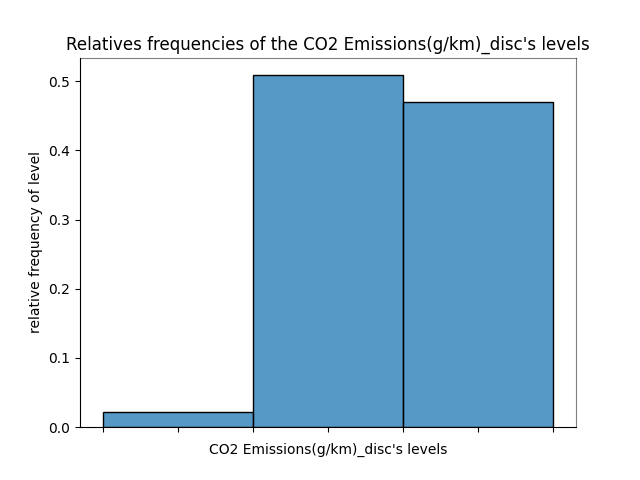 Relatives frequencies of the CO2 Emissions(g/km)_disc's levels
0.5
0.4
0.3
0.2
0.1
0.0
relative frequency of level
CO2 Emissions(g/km)_disc's levels